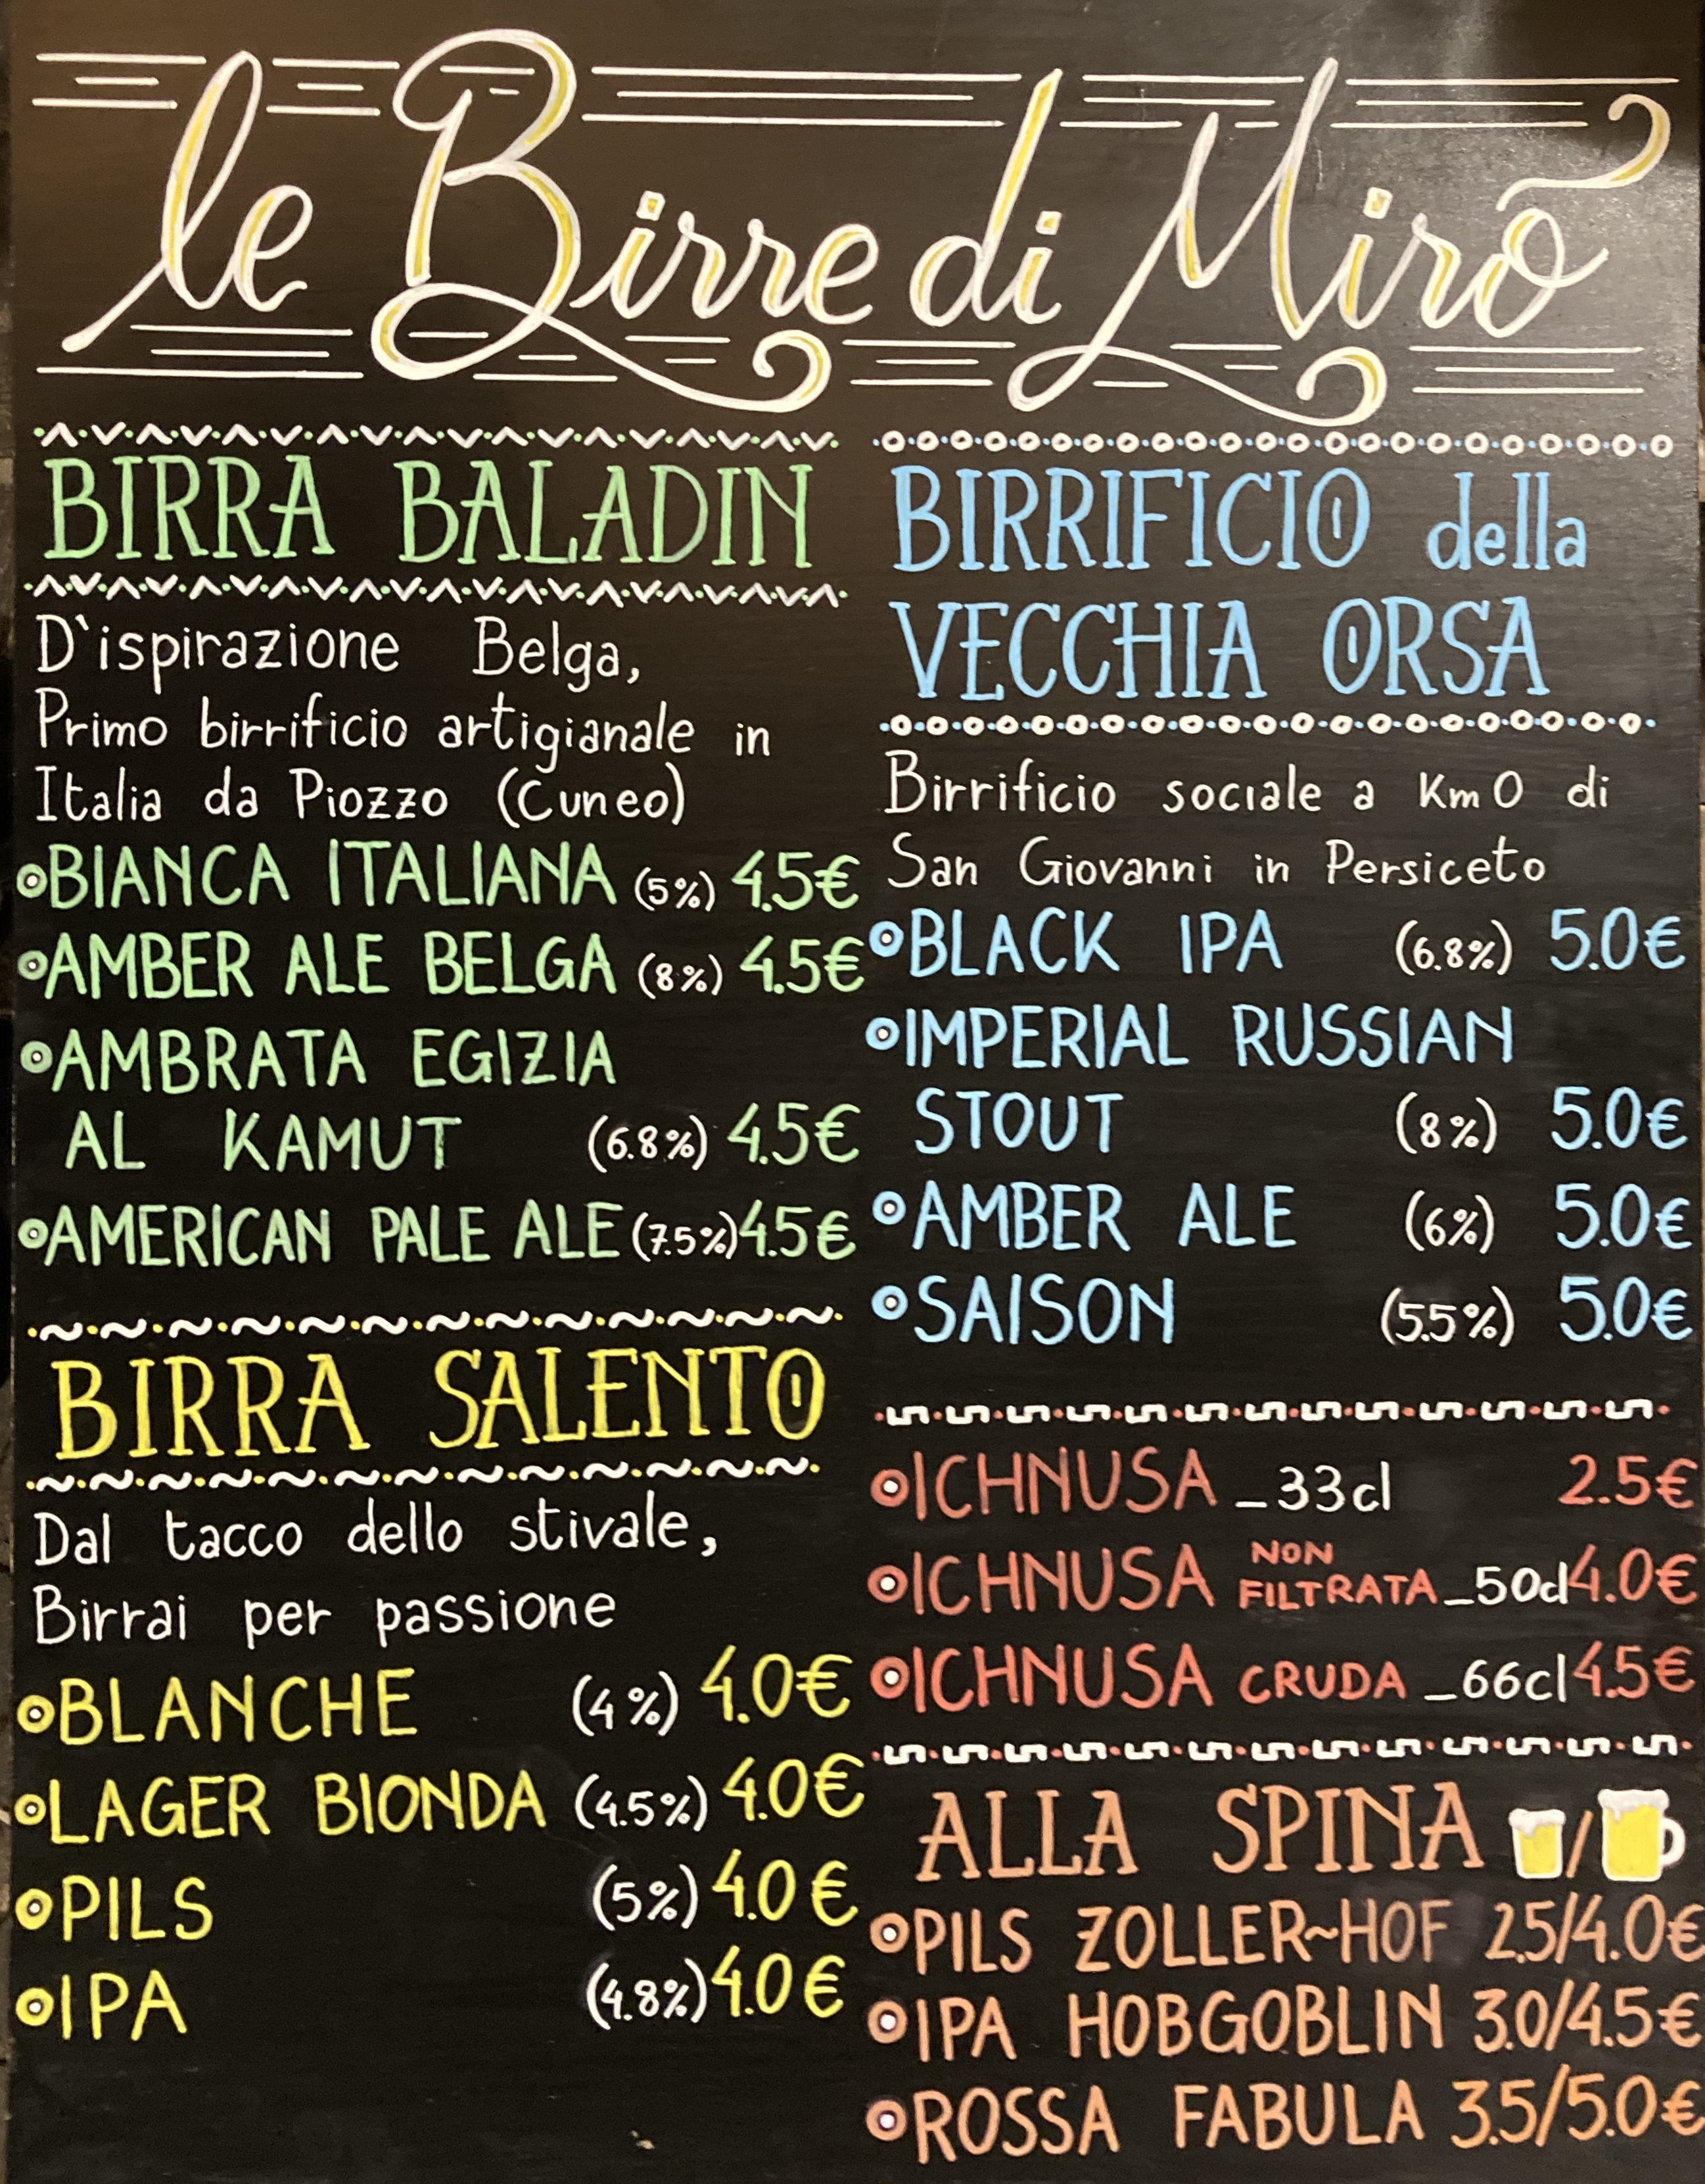 le Birre di Mirò
BIRRA BALADIN
D`ispirazione Belga,
Primo birrificio artigianale in
Italia da Piozzo (Cuneo)
BIANCA ITALIANA (5%) 4.5€
AMBER ALE BELGA (8%) 4.5€
AMBRATA EGIZIA
AL KAMUT (6.8%) 4.5€
AMERICAN PALE ALE (7.5%) 4.5€
BIRRA SALENTO
Dal tacco dello stivale,
Birrai per passione
BLANCHE (4%) 4.0€
LAGER BIONDA (4.5%) 4.0€
PILS (5%) 4.0€
IPA (4.8%) 4.0€
BIRRIFICIO della
VECCHIA ORSA
Birrificio sociale a Km 0 di
San Giovanni in Persiceto
BLACK IPA (6.8%) 5.0€
IMPERIAL RUSSIAN
STOUT (8%) 5.0€
AMBER ALE (6%) 5.0€
SAISON (5.5%) 5.0€
ICHNUSA _33cl 2.5€
ICHNUSA NON FILTRATA _50cl 4.0€
ICHNUSA CRUDA _66cl 4.5€
ALLA SPINA /
PILS ZOLLER~HOF 2.5/4.0€
IPA HOBGOBLIN 3.0/4.5€
ROSSA FABULA 3.5/5.0€